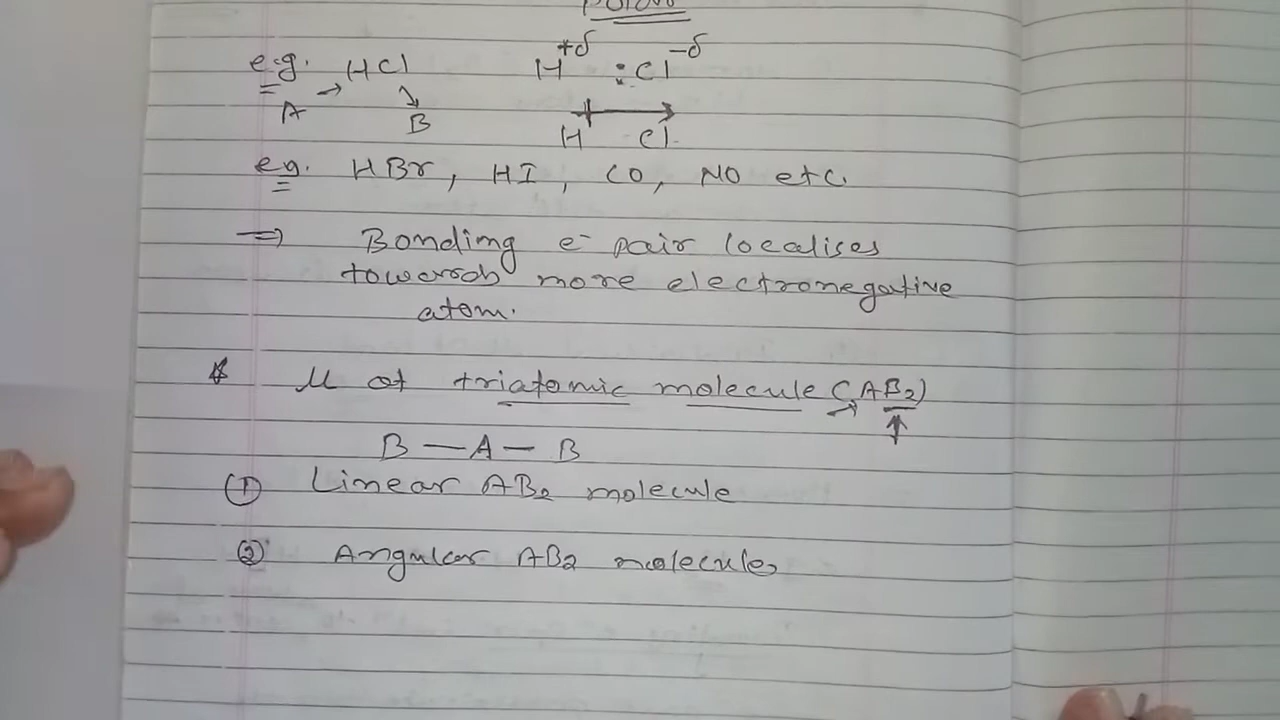 e.g. HCl H+δ :Cl-δ
A → ↘ B H Cl.
eg. HBr, HI, CO, NO etc.
⇒ Bonding e- pair localises
towards more electronegative
atom.
* μ of triatomic molecule (AB2)
B — A — B
① Linear AB2 molecule
② Angular AB2 molecule